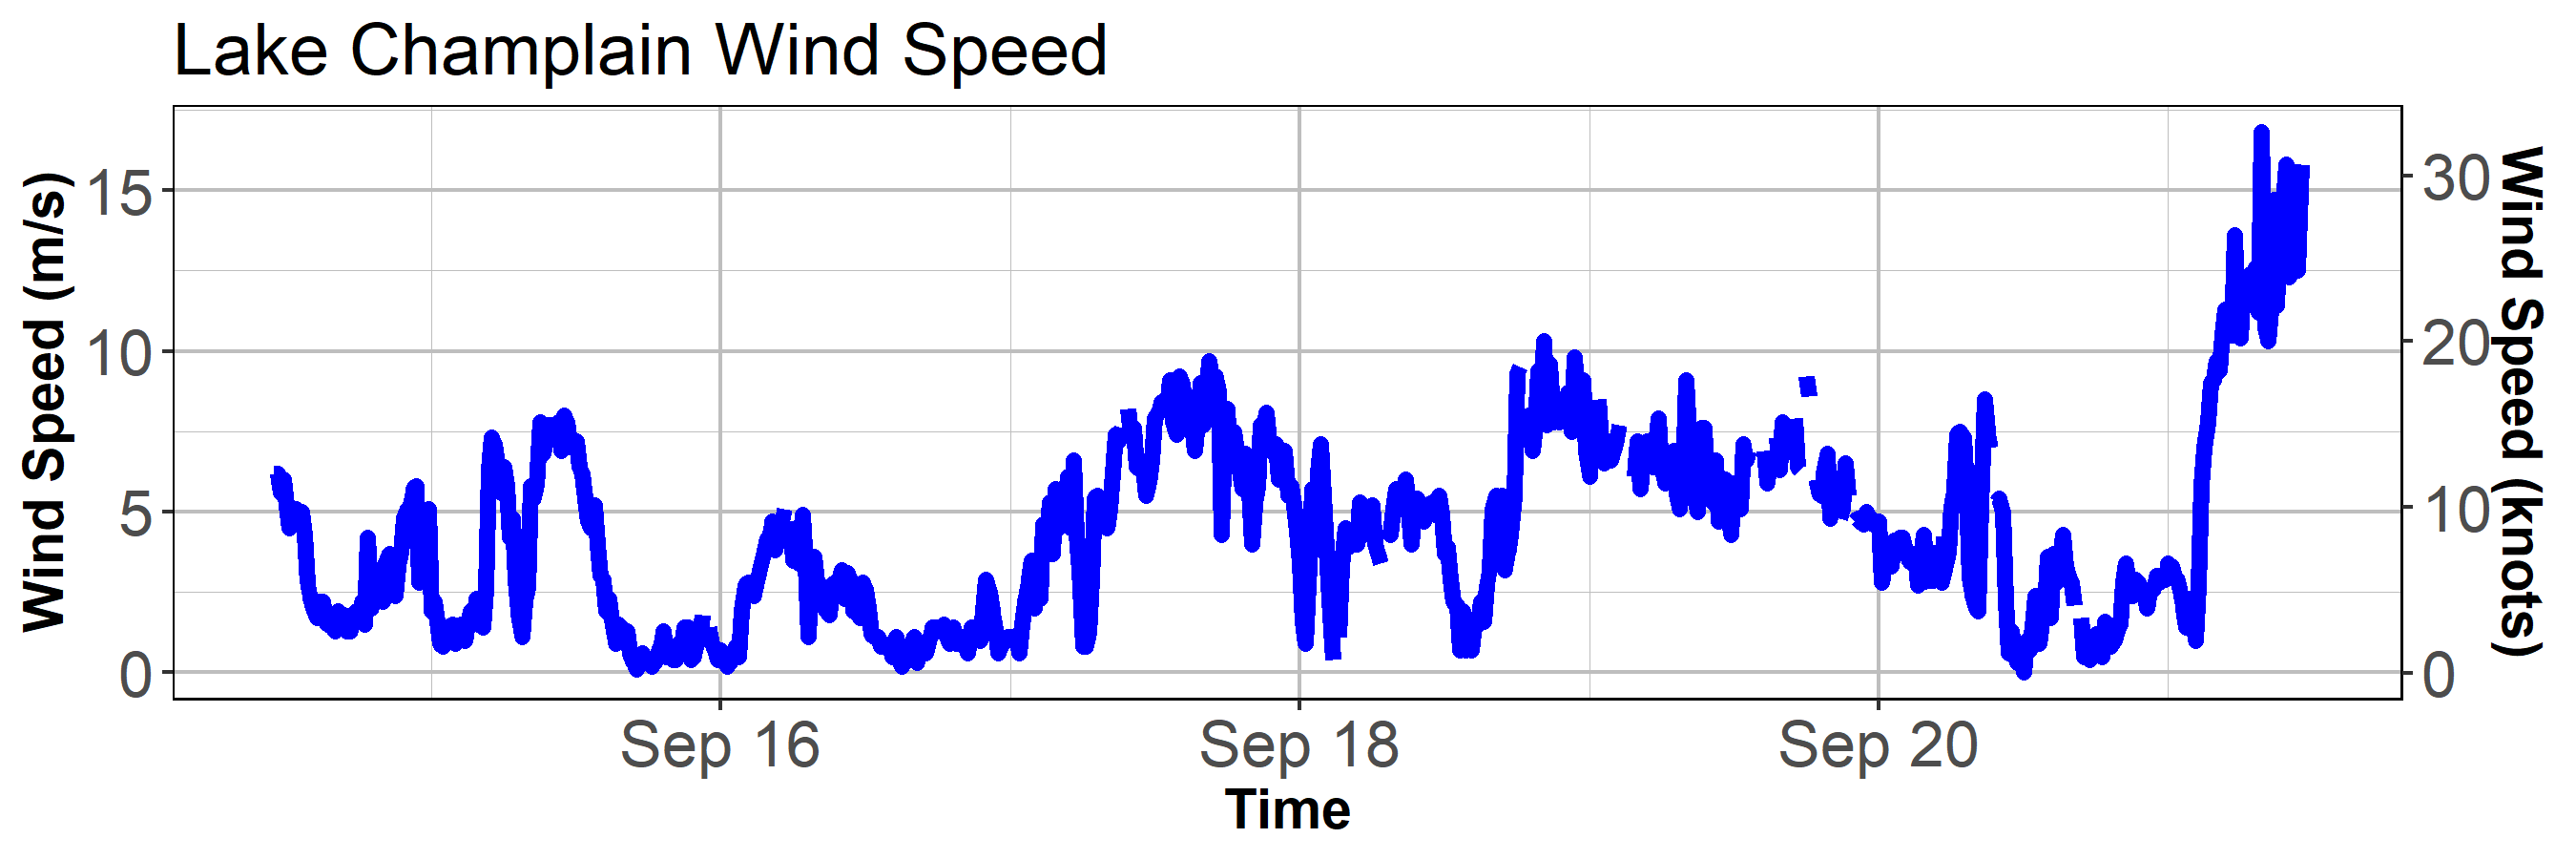 Lake Champlain Wind Speed
Wind Speed (m/s)
15
10
5
0
30
20
10
0
Wind Speed (knots)
Sep 16
Sep 18
Sep 20
Time